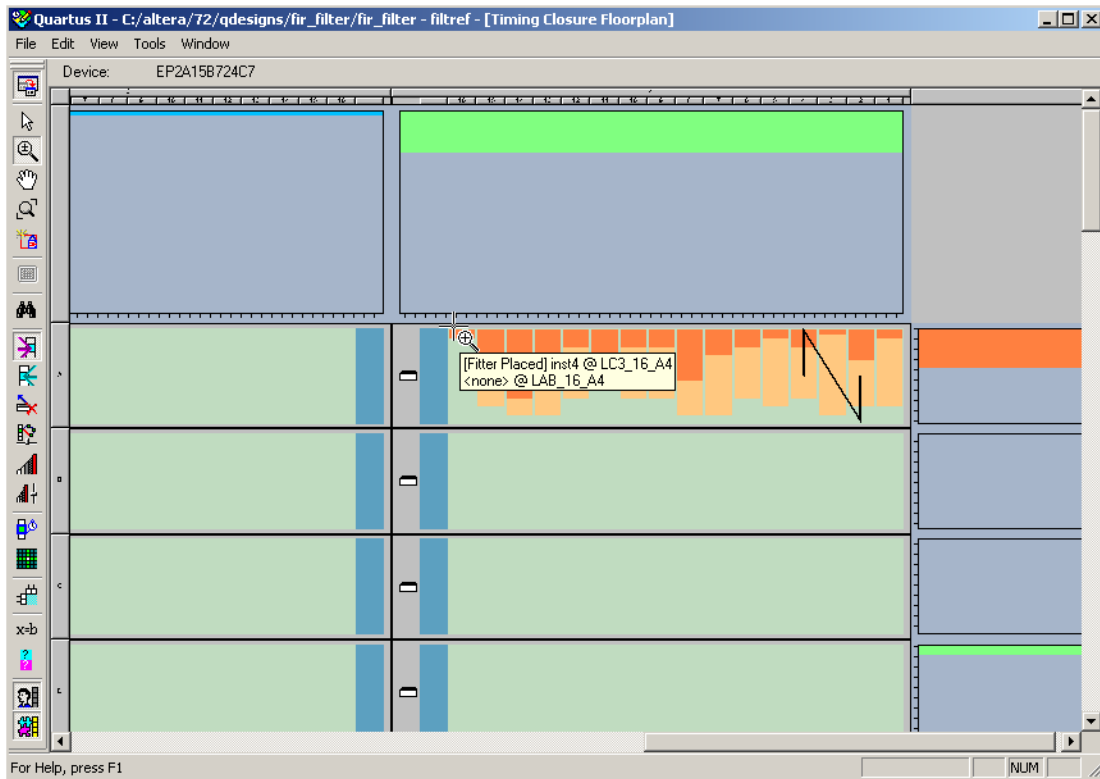 Quartus II - C:/altera/72/qdesigns/fir_filter/fir_filter - filtref - [Timing Closure Floorplan]
File Edit View Tools Window
Device: EP2A15B724C7
A
[Fitter Placed] inst4 @ LC3_16_A4
<none> @ LAB_16_A4
B
C
x=b
? ?
For Help, press F1
NUM